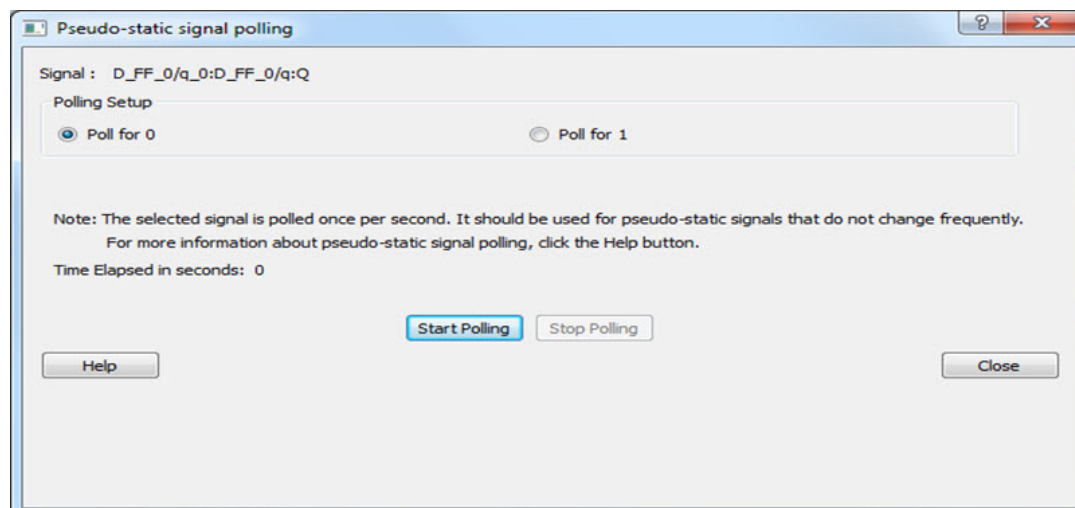 Pseudo-static signal polling
Signal : D_FF_0/q_0:D_FF_0/q:Q
Polling Setup
Poll for 0 Poll for 1
Note: The selected signal is polled once per second. It should be used for pseudo-static signals that do not change frequently.
For more information about pseudo-static signal polling, click the Help button.
Time Elapsed in seconds: 0
Start Polling Stop Polling
Help Close